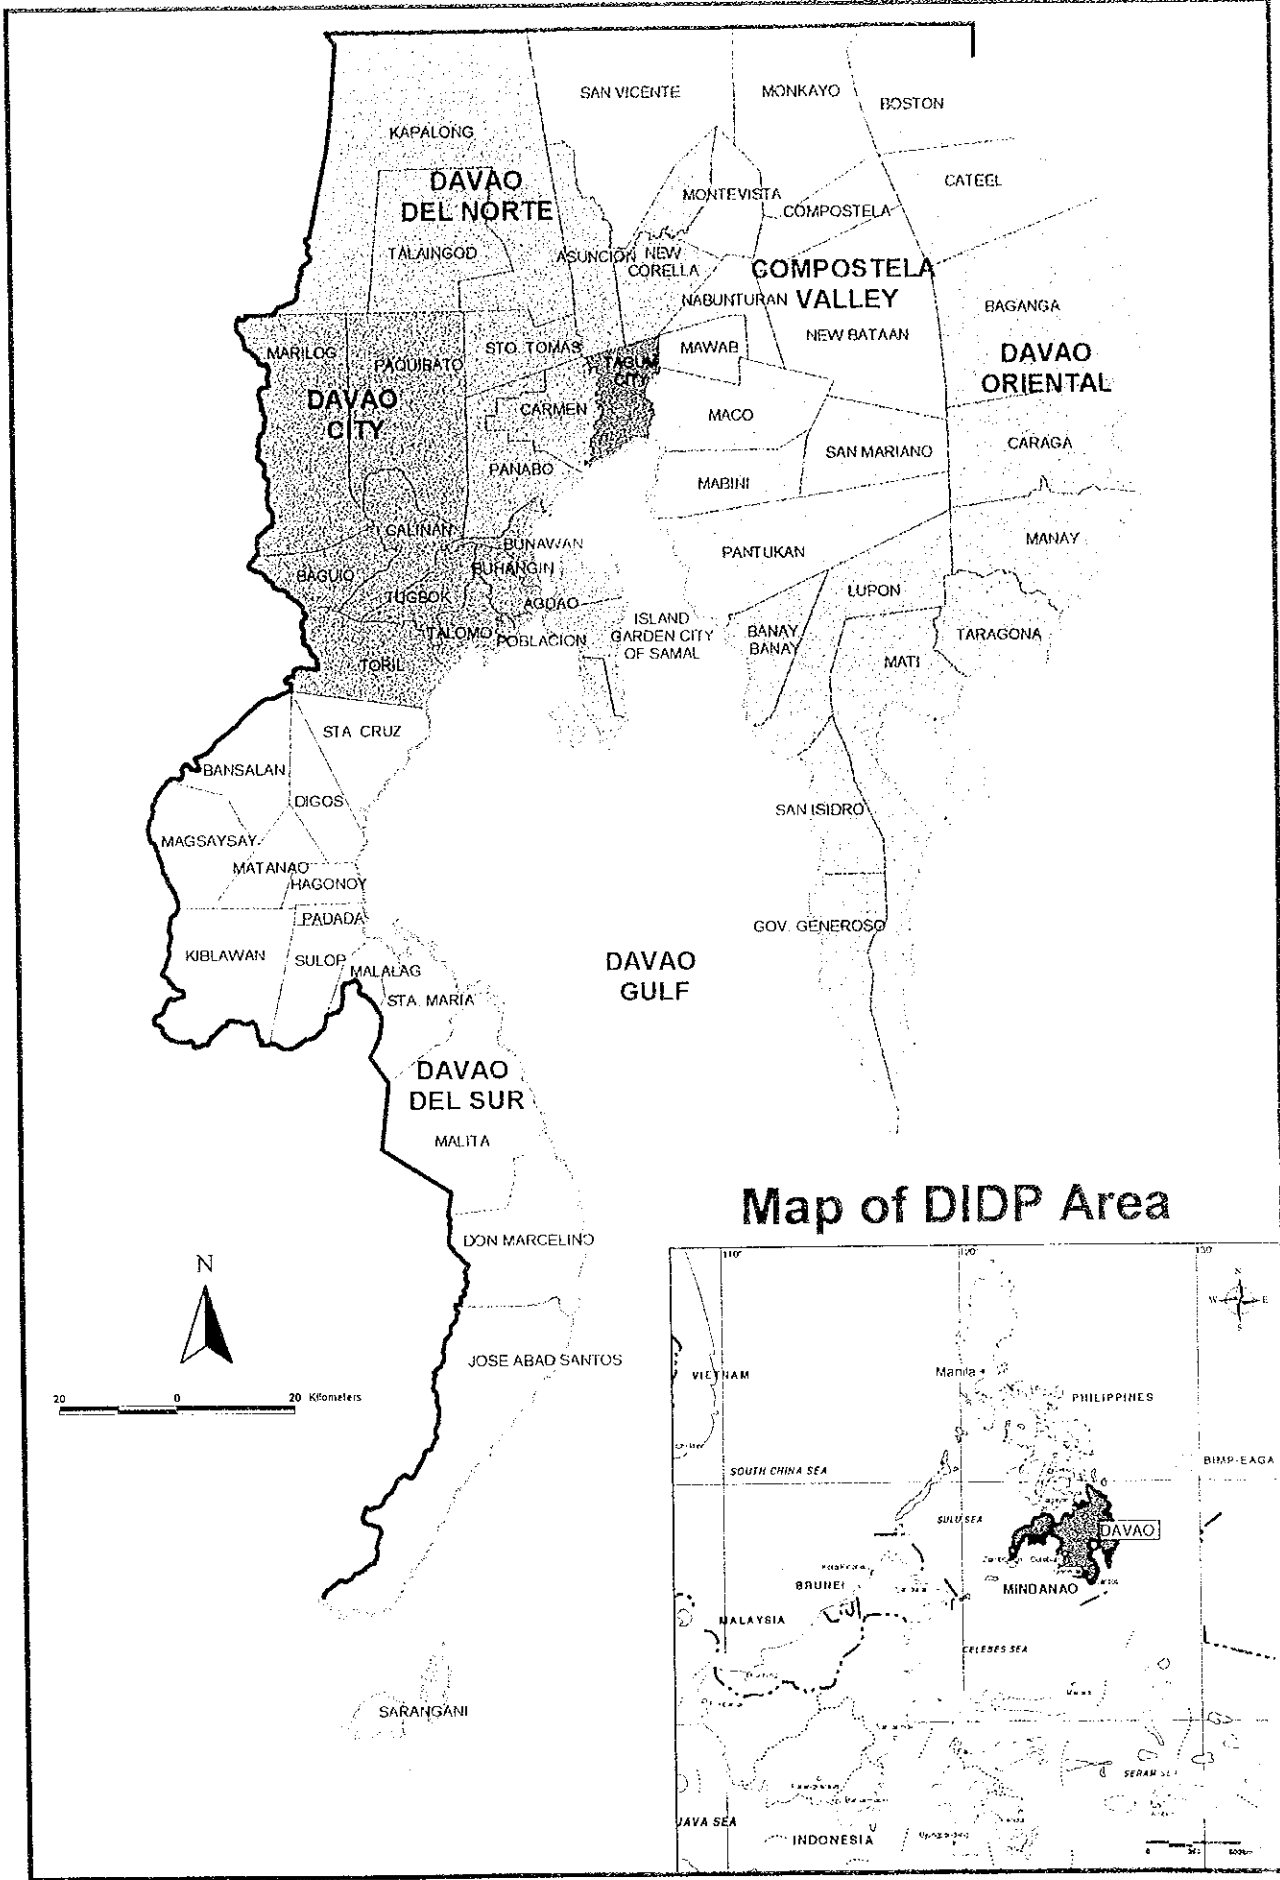 SAN VICENTE
MONKAYO
BOSTON
KAPALONG
CATEEL
DAVAO
DEL NORTE
MONTEVISTA
COMPOSTELA
TALAINGOD
ASUNCION
NEW
CORELLA
COMPOSTELA
VALLEY
NABUNTURAN
BAGANGA
NEW BATAAN
MARILOG
PAQUIBATO
STO. TOMAS
TAGUM
CITY
MAWAB
DAVAO
ORIENTAL
DAVAO
CITY
CARMEN
MACO
CARAGA
SAN MARIANO
PANABO
MABINI
CALINAN
BUNAWAN
PANTUKAN
MANAY
BAGUIO
BUHANGIN
TUGBOK
AGDAO
LUPON
ISLAND
GARDEN CITY
OF SAMAL
BANAY
BANAY
TARAGONA
TALOMO
POBLACION
MATI
TORIL
STA. CRUZ
BANSALAN
DIGOS
SAN ISIDRO
MAGSAYSAY
MATANAO
HAGONOY
PADADA
GOV. GENEROSO
KIBLAWAN
SULOP
MALALAG
STA. MARIA
DAVAO
GULF
DAVAO
DEL SUR
MALITA
DON MARCELINO
JOSE ABAD SANTOS
SARANGANI
N
20 0 20 Kilometers
Map of DIDP Area
110°
120°
130°
N
W E
S
VIETNAM
Manila
PHILIPPINES
SOUTH CHINA SEA
BIMP-EAGA
SULU SEA
DAVAO
BRUNEI
MINDANAO
MALAYSIA
CELEBES SEA
JAVA SEA
INDONESIA